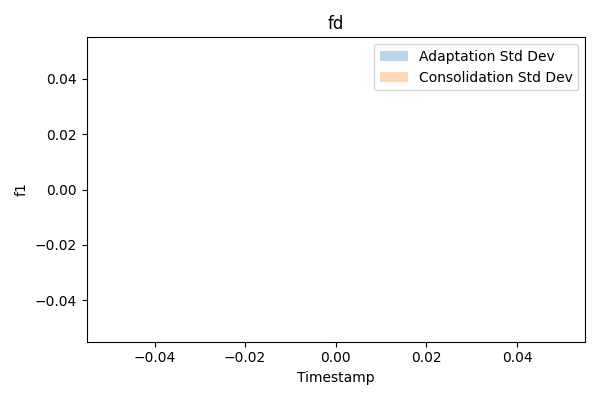 fd
Adaptation Std Dev
Consolidation Std Dev
0.04
0.02
0.00
−0.02
−0.04
f1
−0.04 −0.02 0.00 0.02 0.04
Timestamp